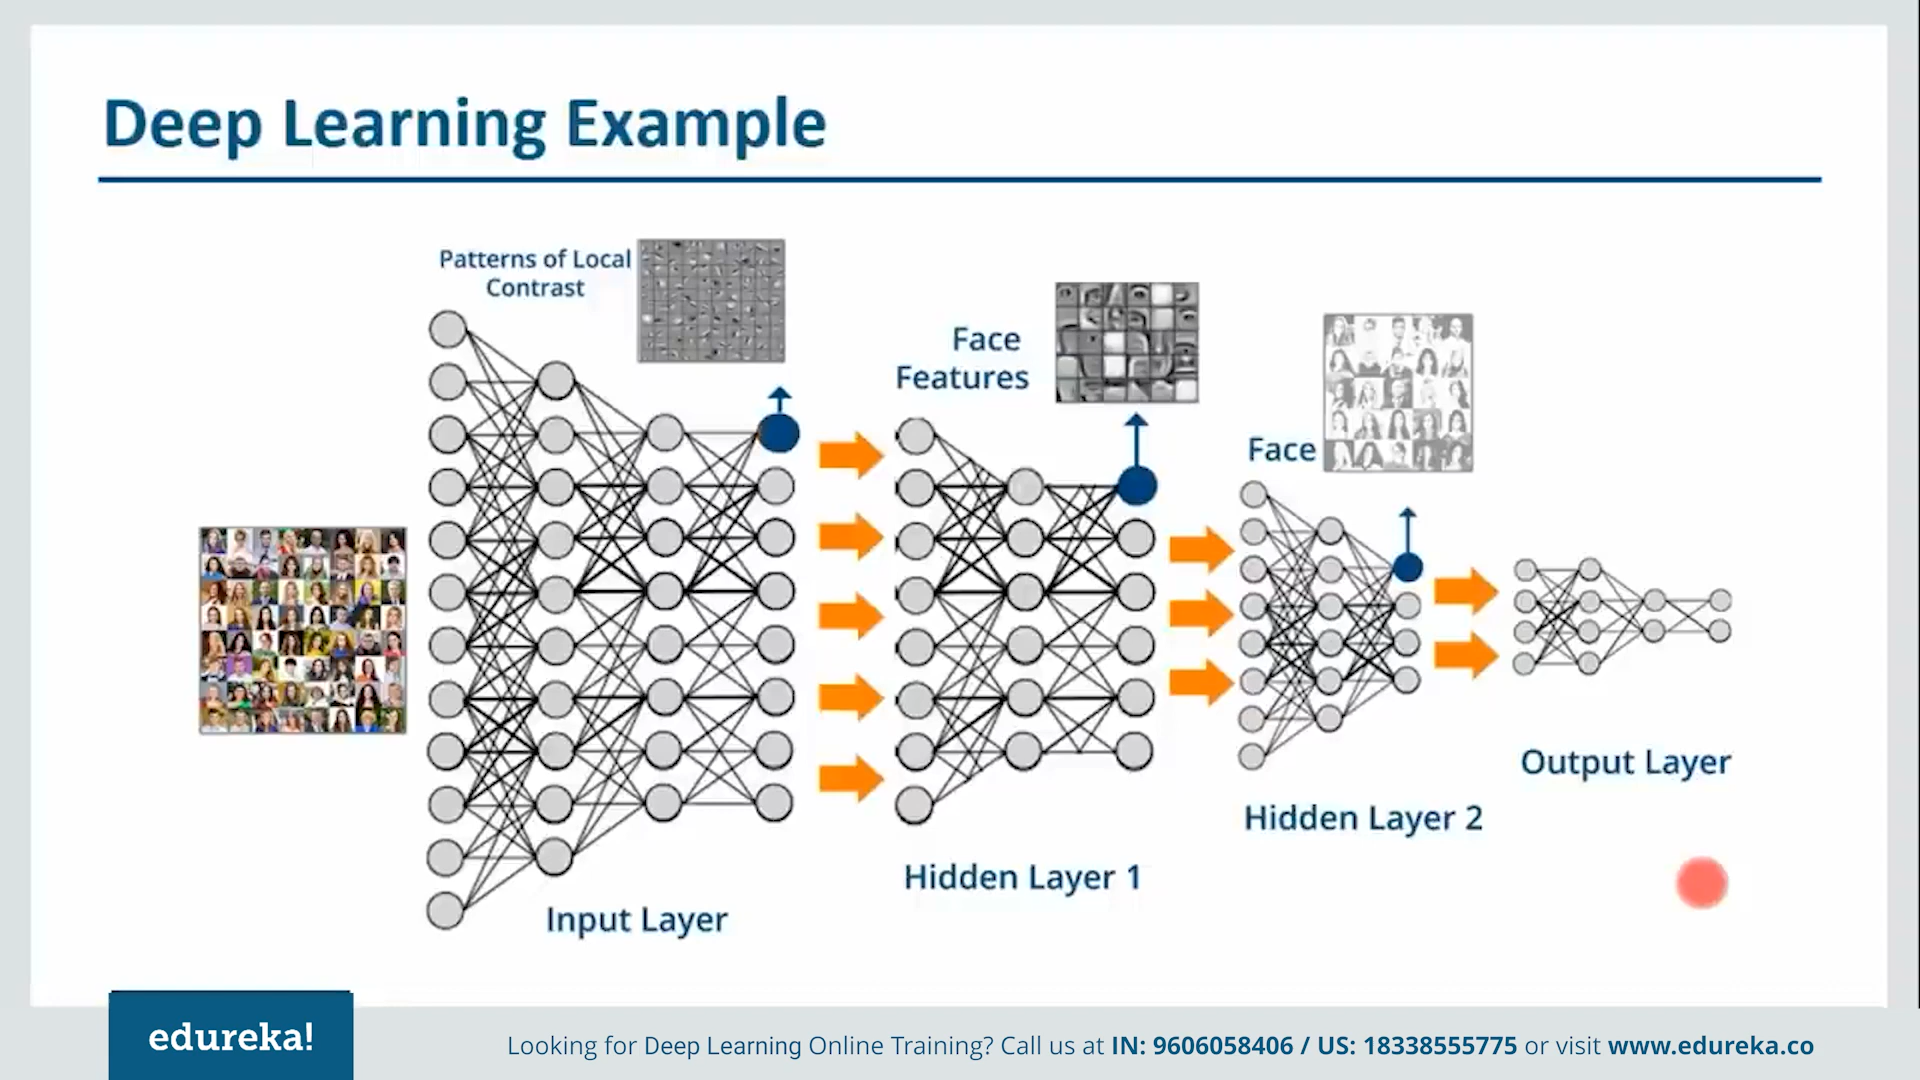 Deep Learning Example
Patterns of Local
Contrast
Face
Features
Face
Output Layer
Hidden Layer 2
Hidden Layer 1
Input Layer
edureka!
Looking for Deep Learning Online Training? Call us at IN: 9606058406 / US: 18338555775 or visit www.edureka.co